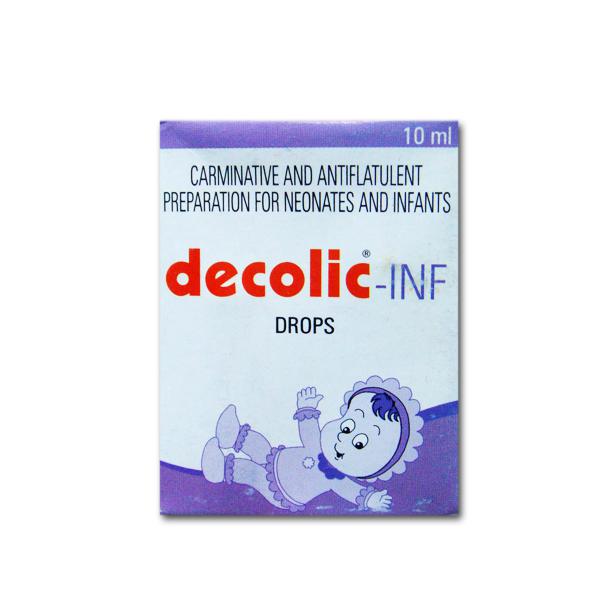 10 ml
CARMINATIVE AND ANTIFLATULENT
PREPARATION FOR NEONATES AND INFANTS
decolic®-INF
DROPS